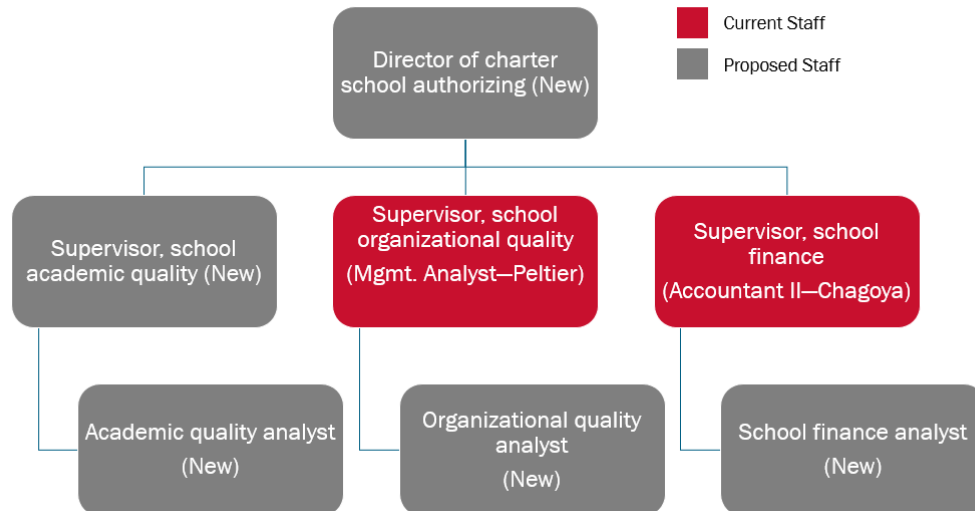 Current Staff
Proposed Staff
Director of charter
school authorizing (New)
Supervisor, school
academic quality (New)
Supervisor, school
organizational quality
(Mgmt. Analyst—Peltier)
Supervisor, school
finance
(Accountant II—Chagoya)
Academic quality analyst
(New)
Organizational quality
analyst
(New)
School finance analyst
(New)